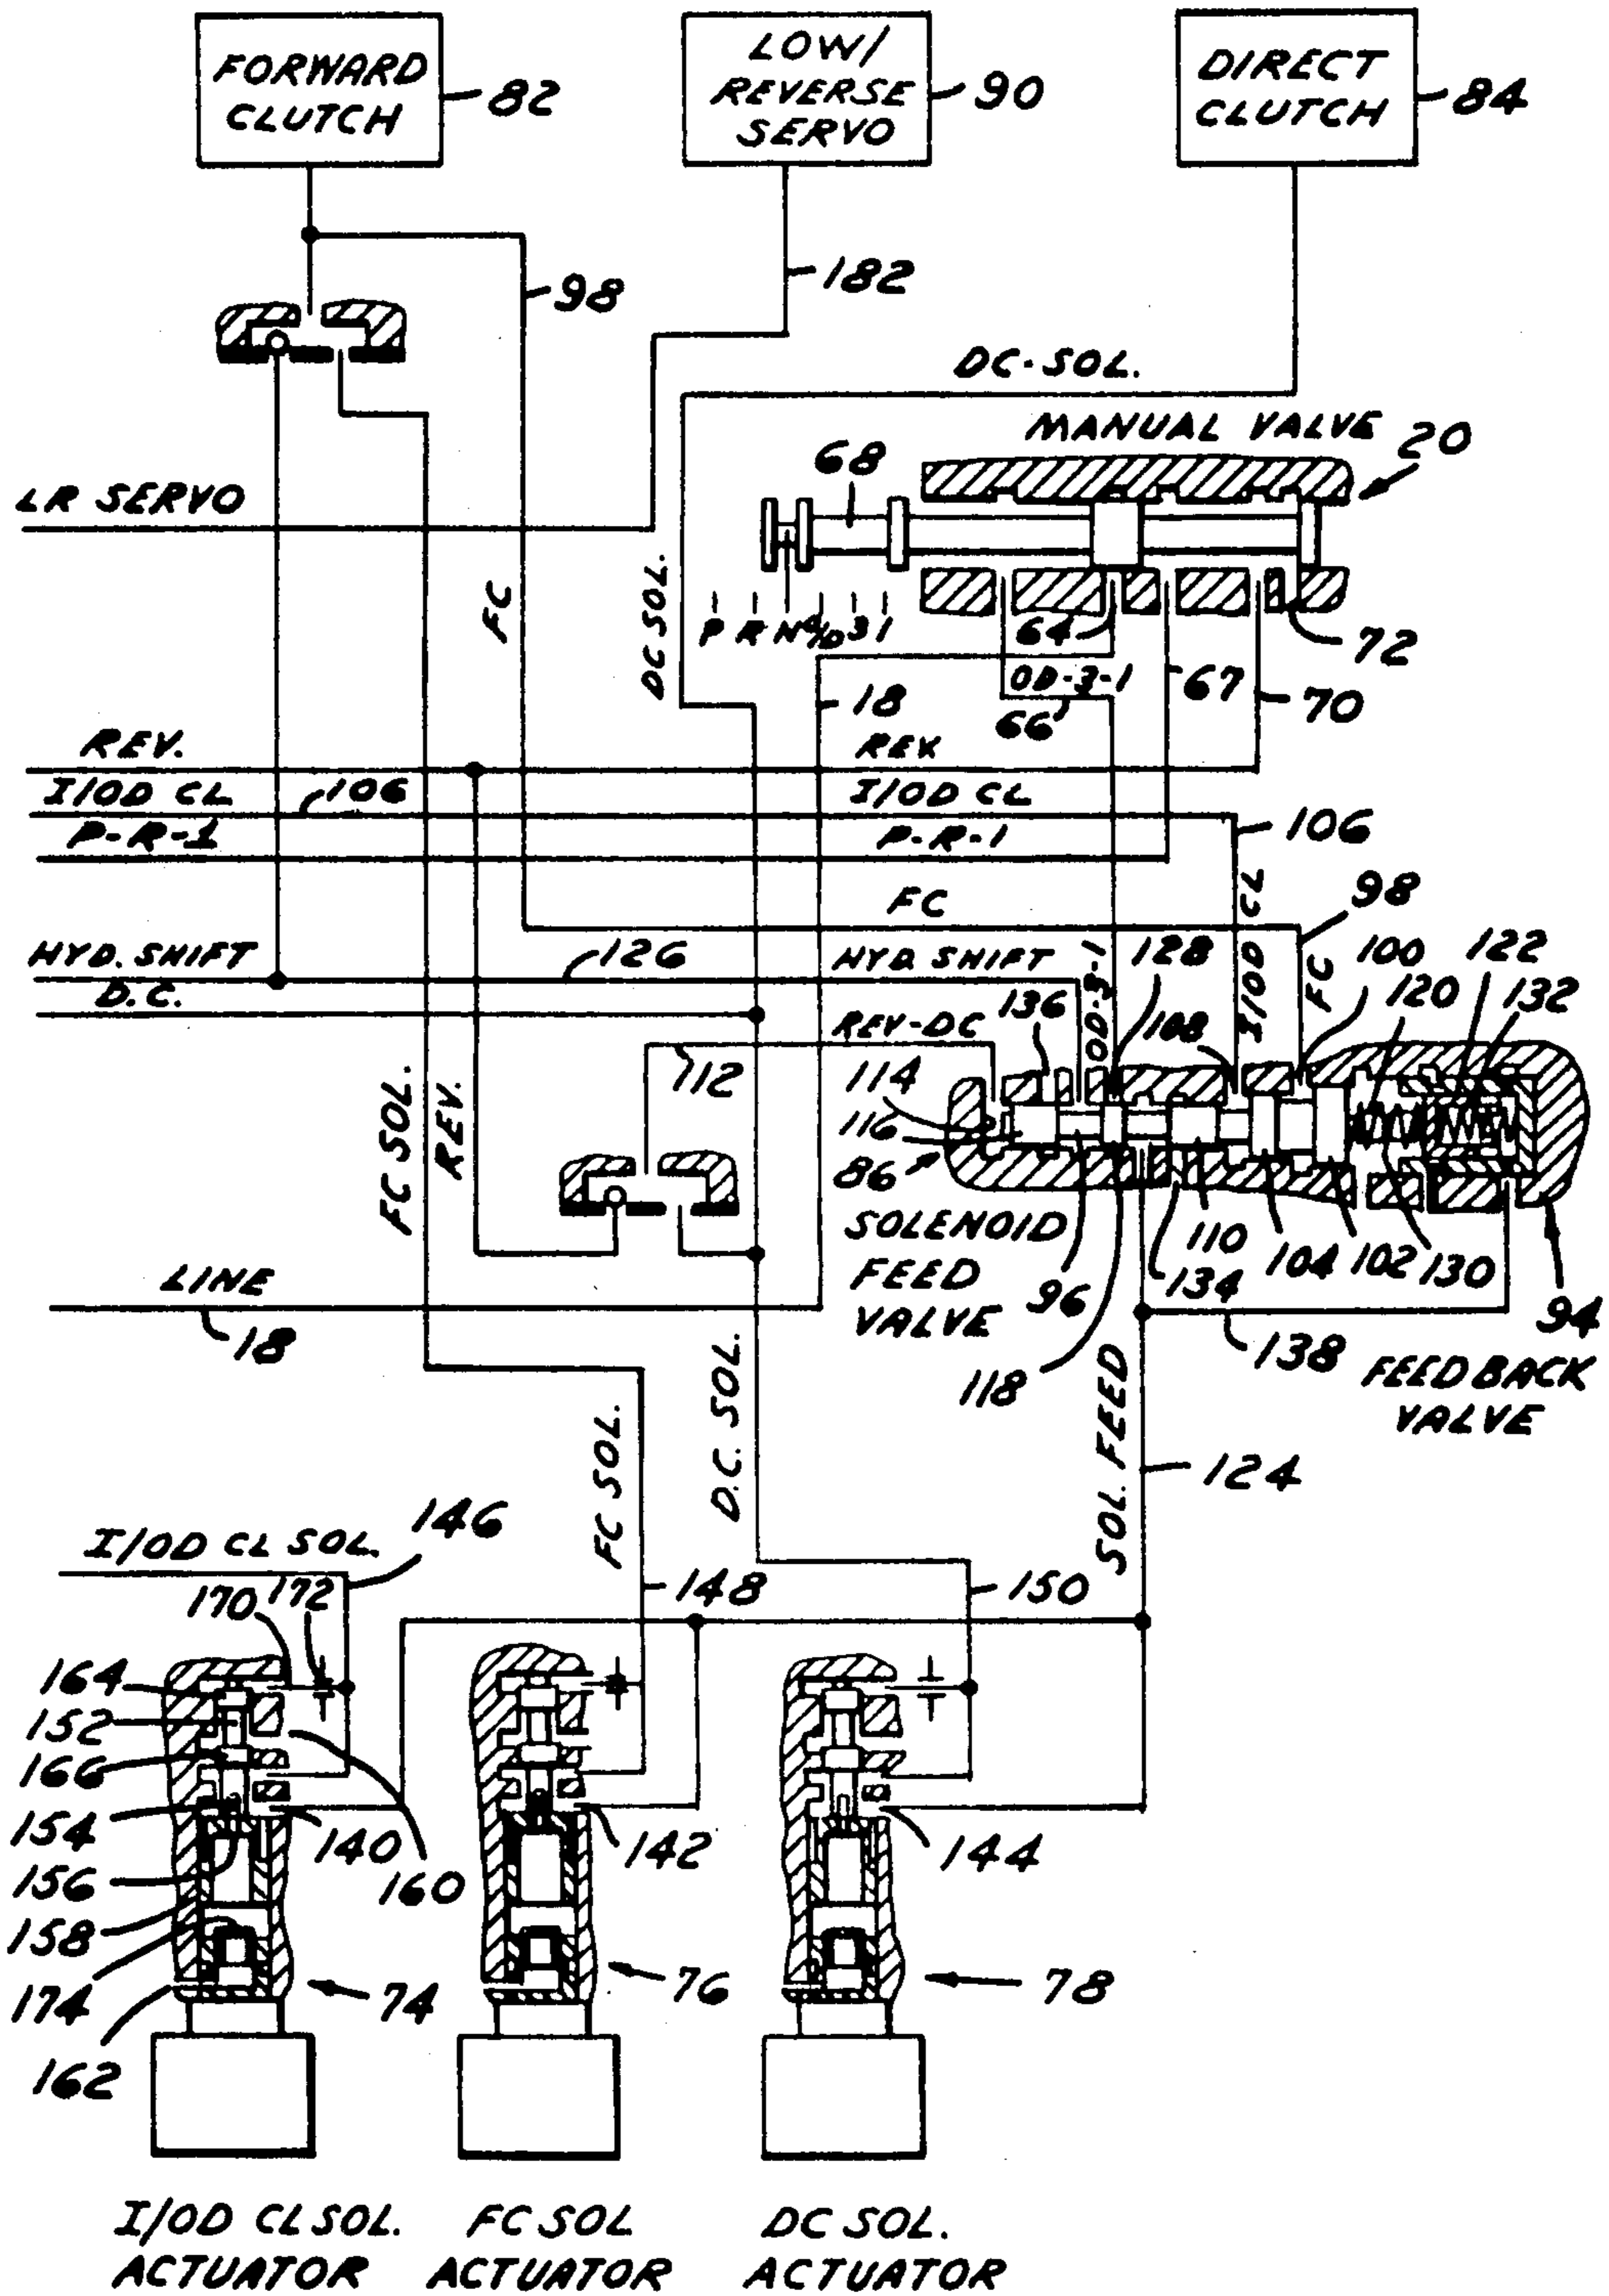 FORWARD
CLUTCH
82
LOW/
REVERSE
SERVO
90
DIRECT
CLUTCH
84
98
182
DC-SOL.
MANUAL VALVE
20
68
LR SERVO
FC
DC SOL.
P R N OD 3 1
64
72
OD-3-1
67
18
66
70
REV.
REV
I/OD CL
106
I/OD CL
P-R-1
P-R-1
106
FC
I/OD CL
98
HYD. SHIFT
126
HYD. SHIFT
OD-3-1
128
FC
100
122
D.C.
136
120
132
REV-DC
108
112
114
116
86
FC SOL.
REV.
SOLENOID
FEED
VALVE
96
118
134
110
104
102
130
94
LINE
18
138
FEEDBACK
VALVE
D.C. SOL.
SOL. FEED
FC SOL.
124
I/OD CL SOL.
146
170
172
148
150
164
152
166
154
140
142
144
156
160
158
174
74
76
78
162
I/OD CL SOL.
ACTUATOR
FC SOL
ACTUATOR
DC SOL.
ACTUATOR